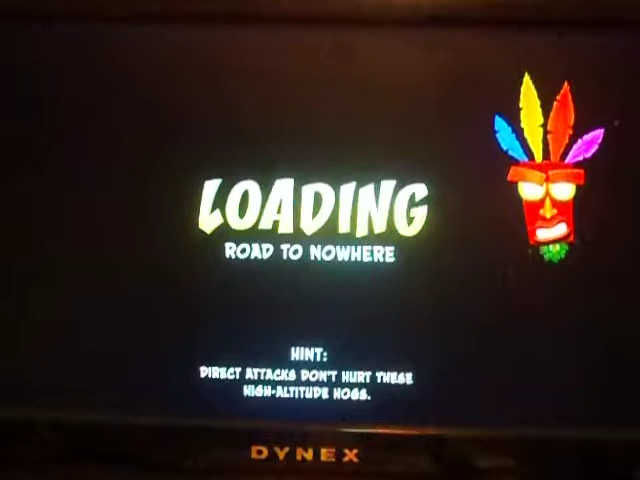 LOADING
ROAD TO NOWHERE
HINT:
DIRECT ATTACKS DON'T HURT THESE
HIGH-ALTITUDE HOGS.
DYNEX